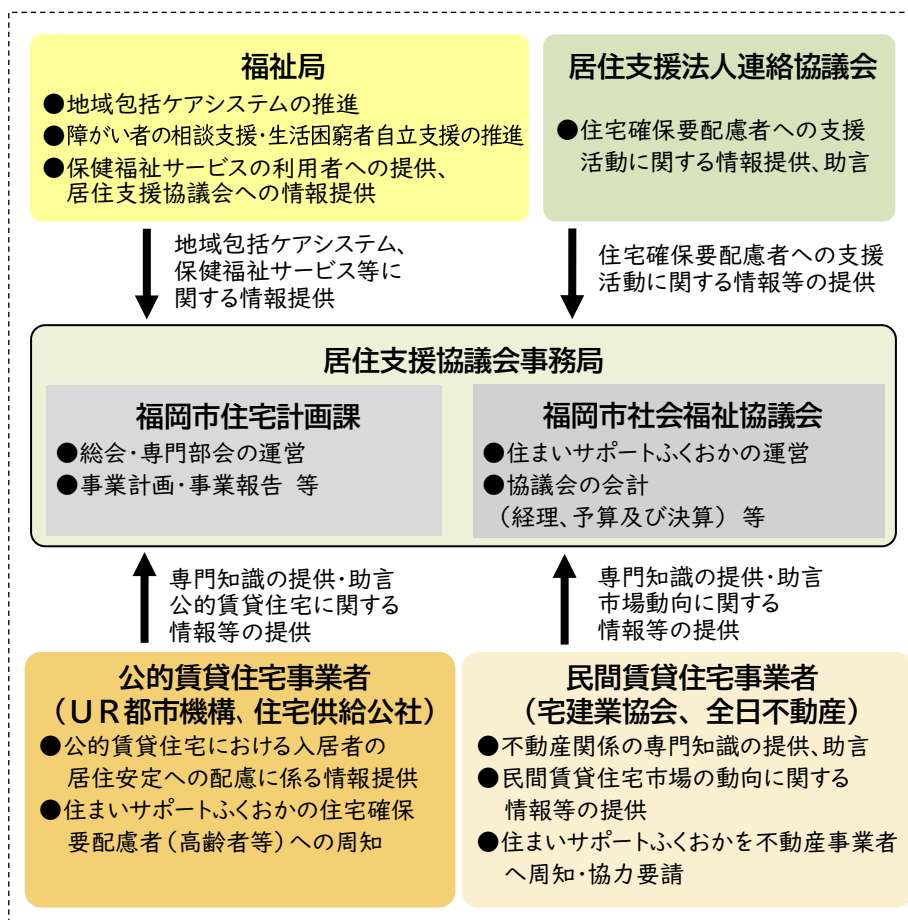 福祉局
●地域包括ケアシステムの推進
●障がい者の相談支援・生活困窮者自立支援の推進
●保健福祉サービスの利用者への提供、
居住支援協議会への情報提供
居住支援法人連絡協議会
●住宅確保要配慮者への支援
活動に関する情報提供、助言
地域包括ケアシステム、
保健福祉サービス等に
関する情報提供
住宅確保要配慮者への支援
活動に関する情報等の提供
居住支援協議会事務局
福岡市住宅計画課
●総会・専門部会の運営
●事業計画・事業報告 等
福岡市社会福祉協議会
●住まいサポートふくおかの運営
●協議会の会計
(経理、予算及び決算) 等
専門知識の提供・助言
公的賃貸住宅に関する
情報等の提供
専門知識の提供・助言
市場動向に関する
情報等の提供
公的賃貸住宅事業者
(UR都市機構、住宅供給公社)
●公的賃貸住宅における入居者の
居住安定への配慮に係る情報提供
●住まいサポートふくおかの住宅確保
要配慮者(高齢者等)への周知
民間賃貸住宅事業者
(宅建業協会、全日不動産)
●不動産関係の専門知識の提供、助言
●民間賃貸住宅市場の動向に関する
情報等の提供
●住まいサポートふくおかを不動産事業者
へ周知・協力要請